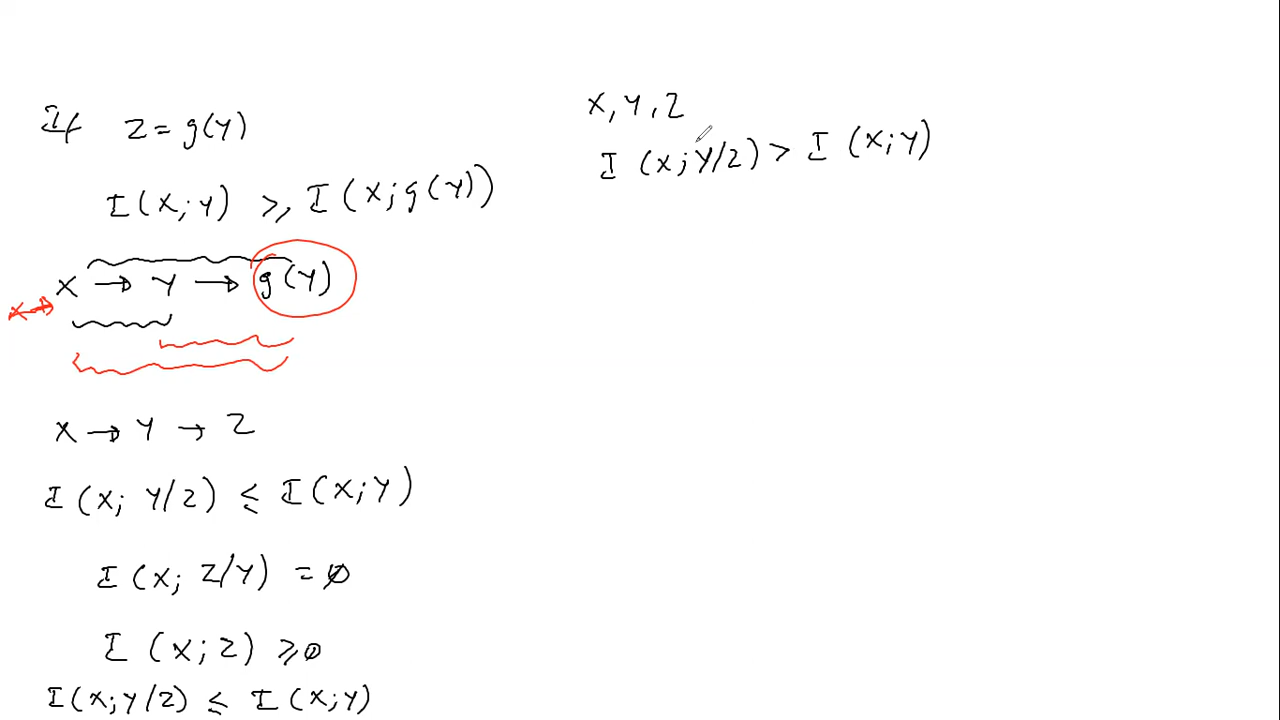 If Z = g(Y)
I(X;Y) ≥ I(X;g(Y))
X → Y → g(Y)
X →
X → Y → Z
I(X; Y/Z) ≤ I(X;Y)
I(X; Z/Y) = 0
I(X;Z) ≥ 0
I(X;Y/Z) ≤ I(X;Y)
X, Y, Z
I(X; Y/Z) > I(X;Y)